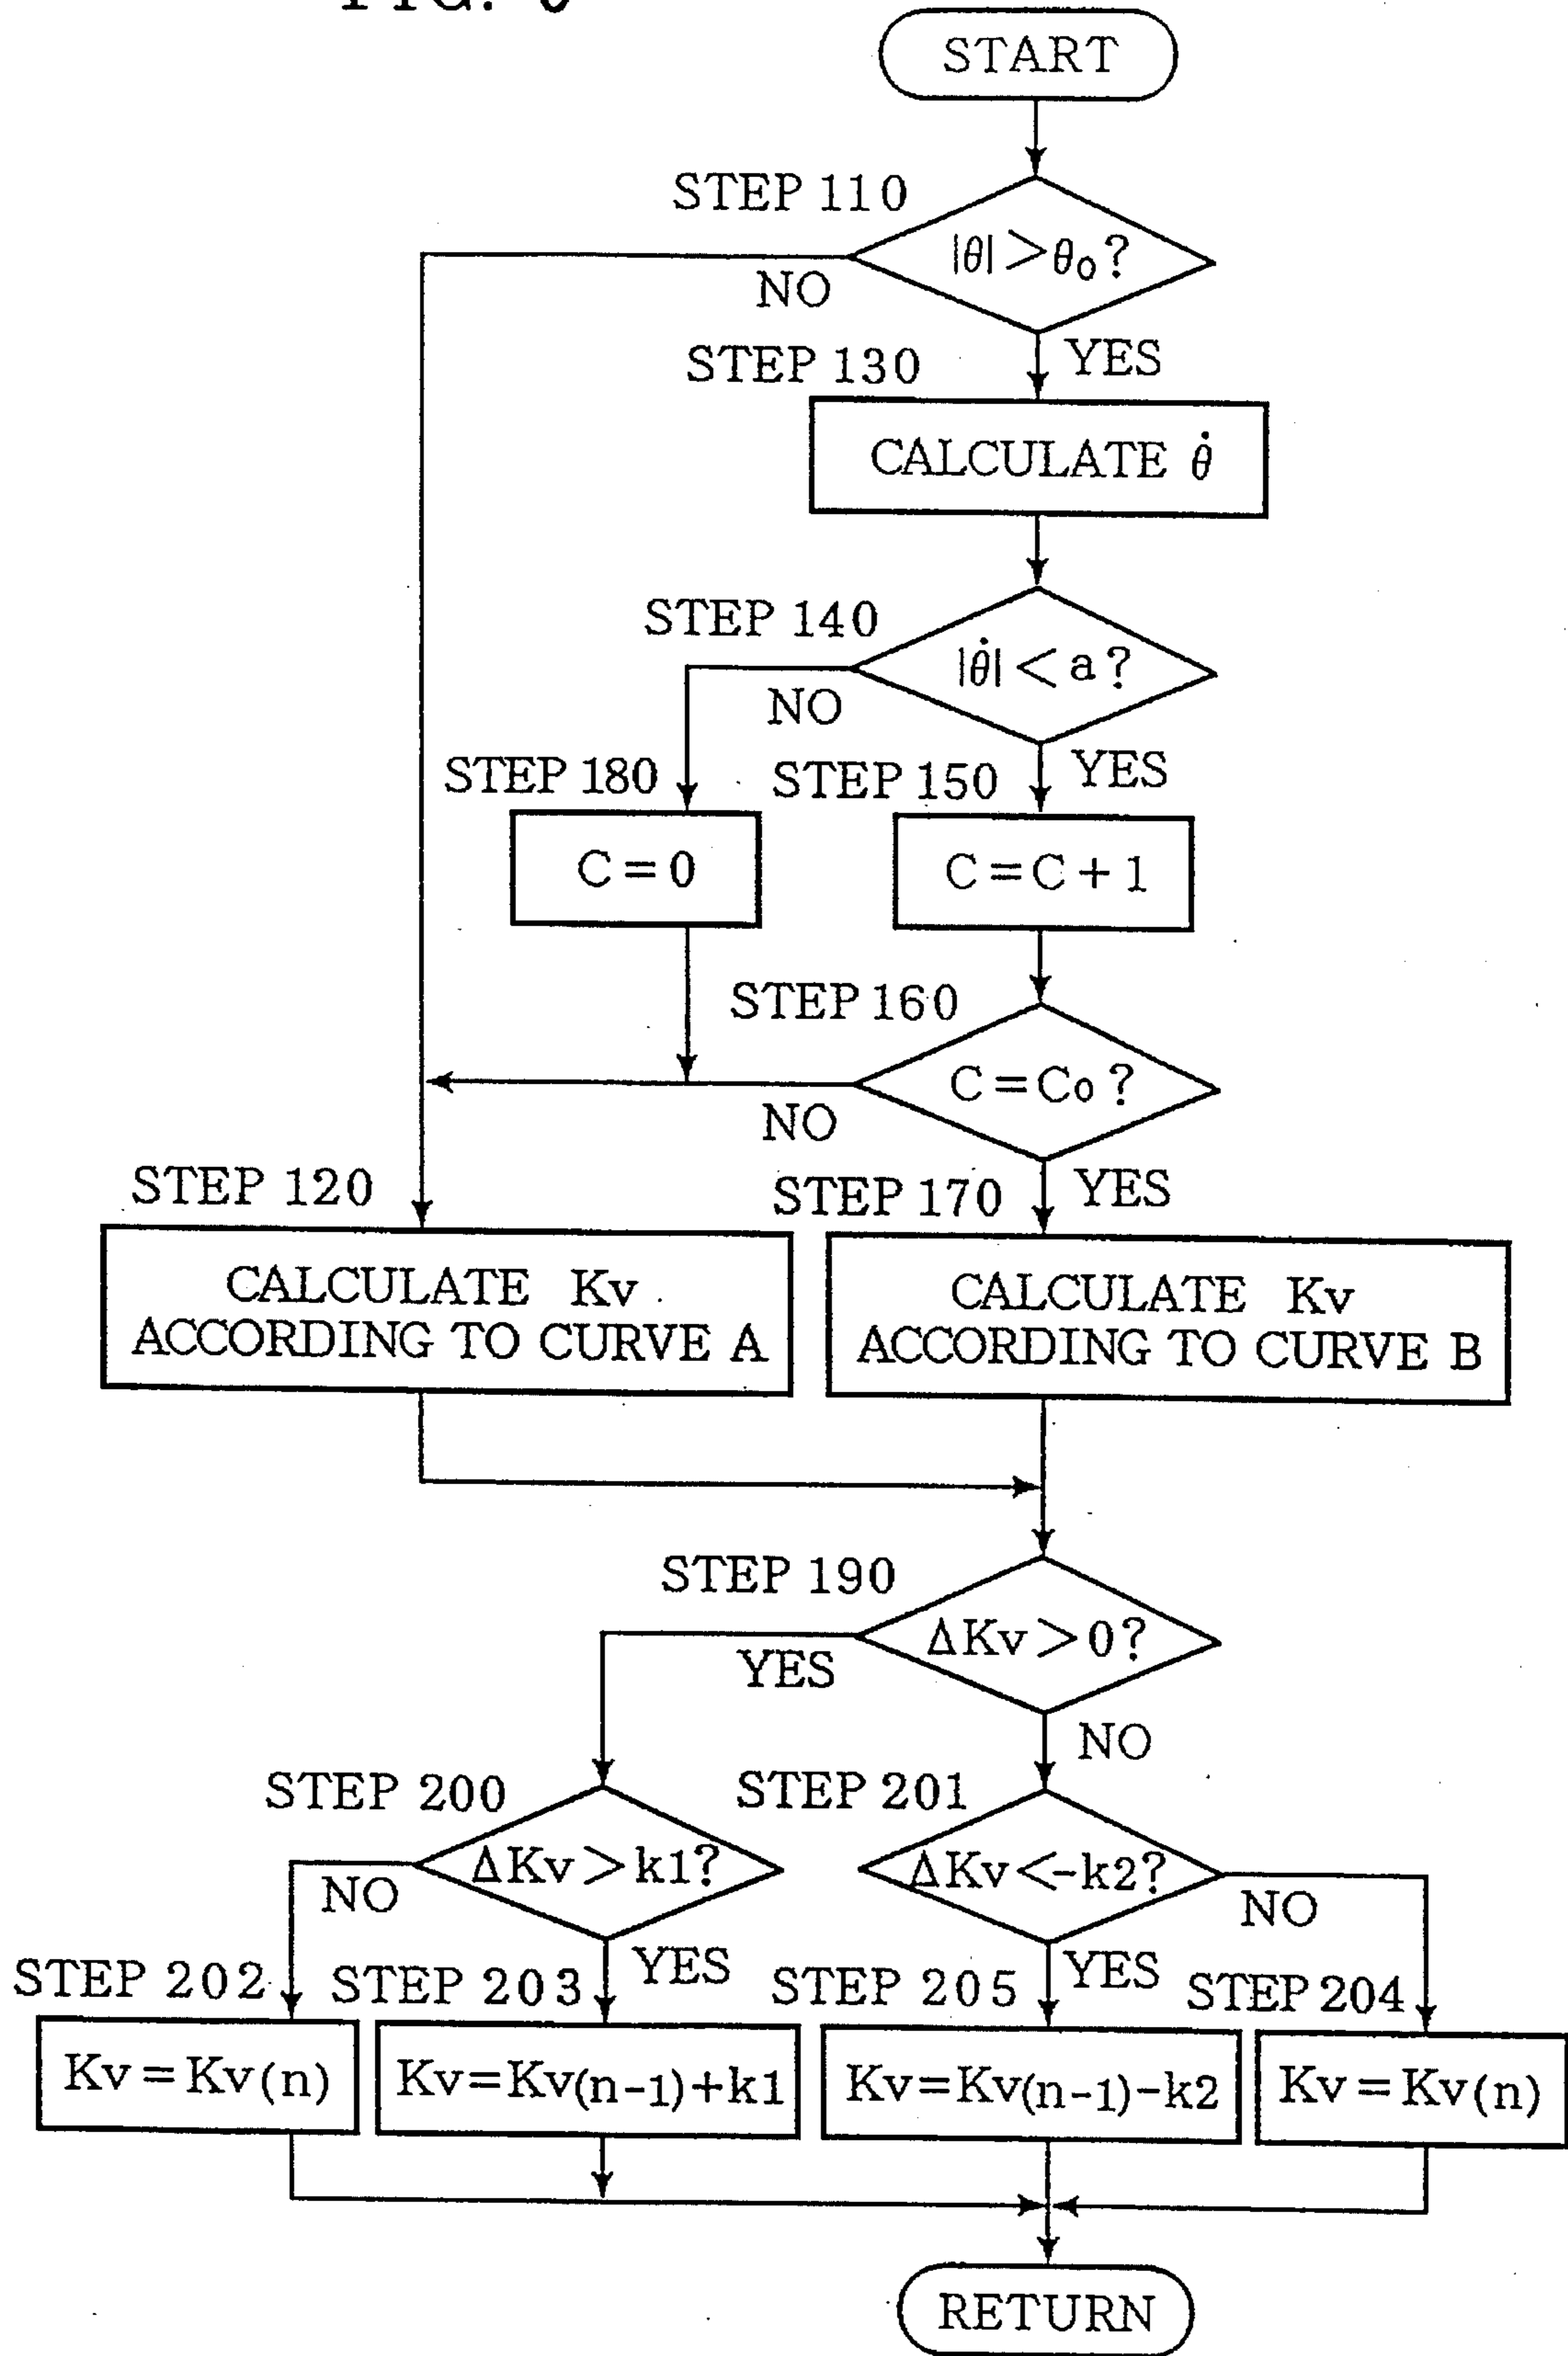 FIG.
START
STEP 110
|θ|>θ₀?
NO
YES
STEP 130
CALCULATE θ̇
STEP 140
|θ̇|<a?
NO
YES
STEP 180
STEP 150
C=0
C=C+1
STEP 160
C=C₀?
NO
YES
STEP 120
STEP 170
CALCULATE Kv
ACCORDING TO CURVE A
CALCULATE Kv
ACCORDING TO CURVE B
STEP 190
ΔKv>0?
YES
NO
STEP 200
STEP 201
ΔKv>k1?
ΔKv<-k2?
NO
YES
YES
NO
STEP 202
STEP 203
STEP 205
STEP 204
Kv=Kv(n)
Kv=Kv(n-1)+k1
Kv=Kv(n-1)-k2
Kv=Kv(n)
RETURN